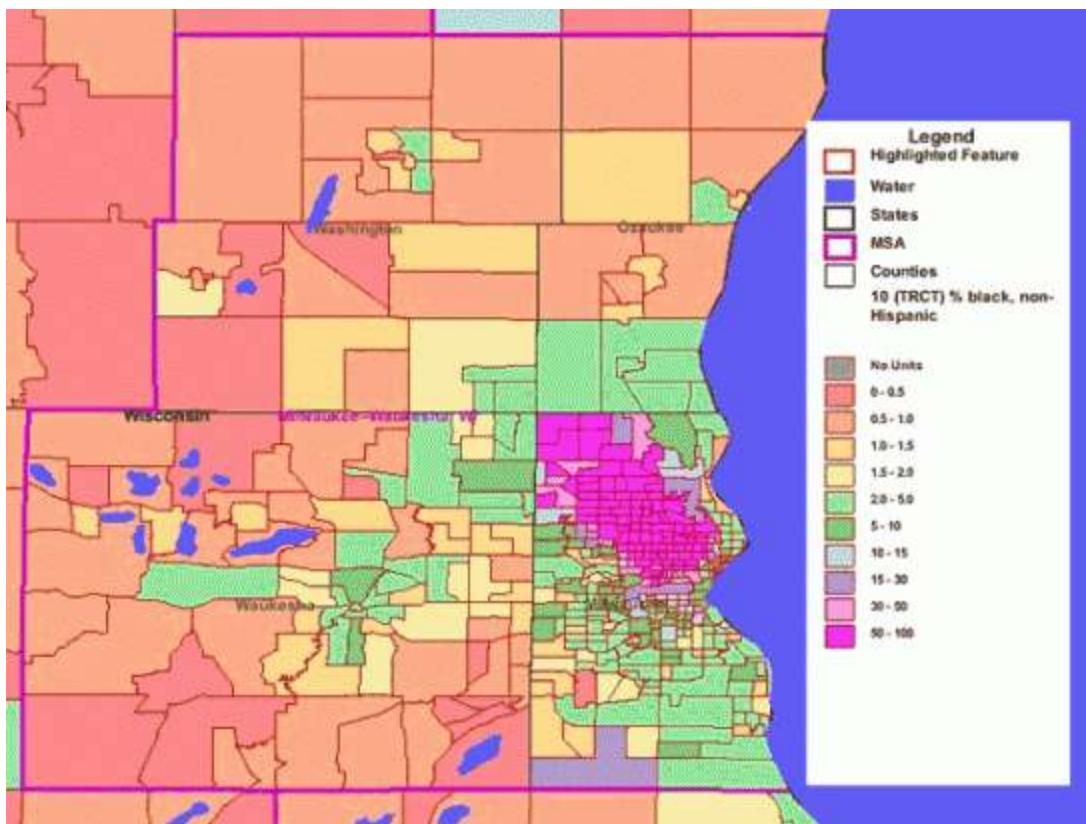 Legend
Highlighted Feature
Water
States
MSA
Counties
10 (TRCT) % black, non-
Hispanic
No Units
0 - 0.5
0.5 - 1.0
1.0 - 1.5
1.5 - 2.0
2.0 - 5.0
5 - 10
10 - 15
15 - 30
30 - 50
50 - 100
Washington
Ozaukee
Wisconsin
Milwaukee--Waukesha, WI
Waukesha